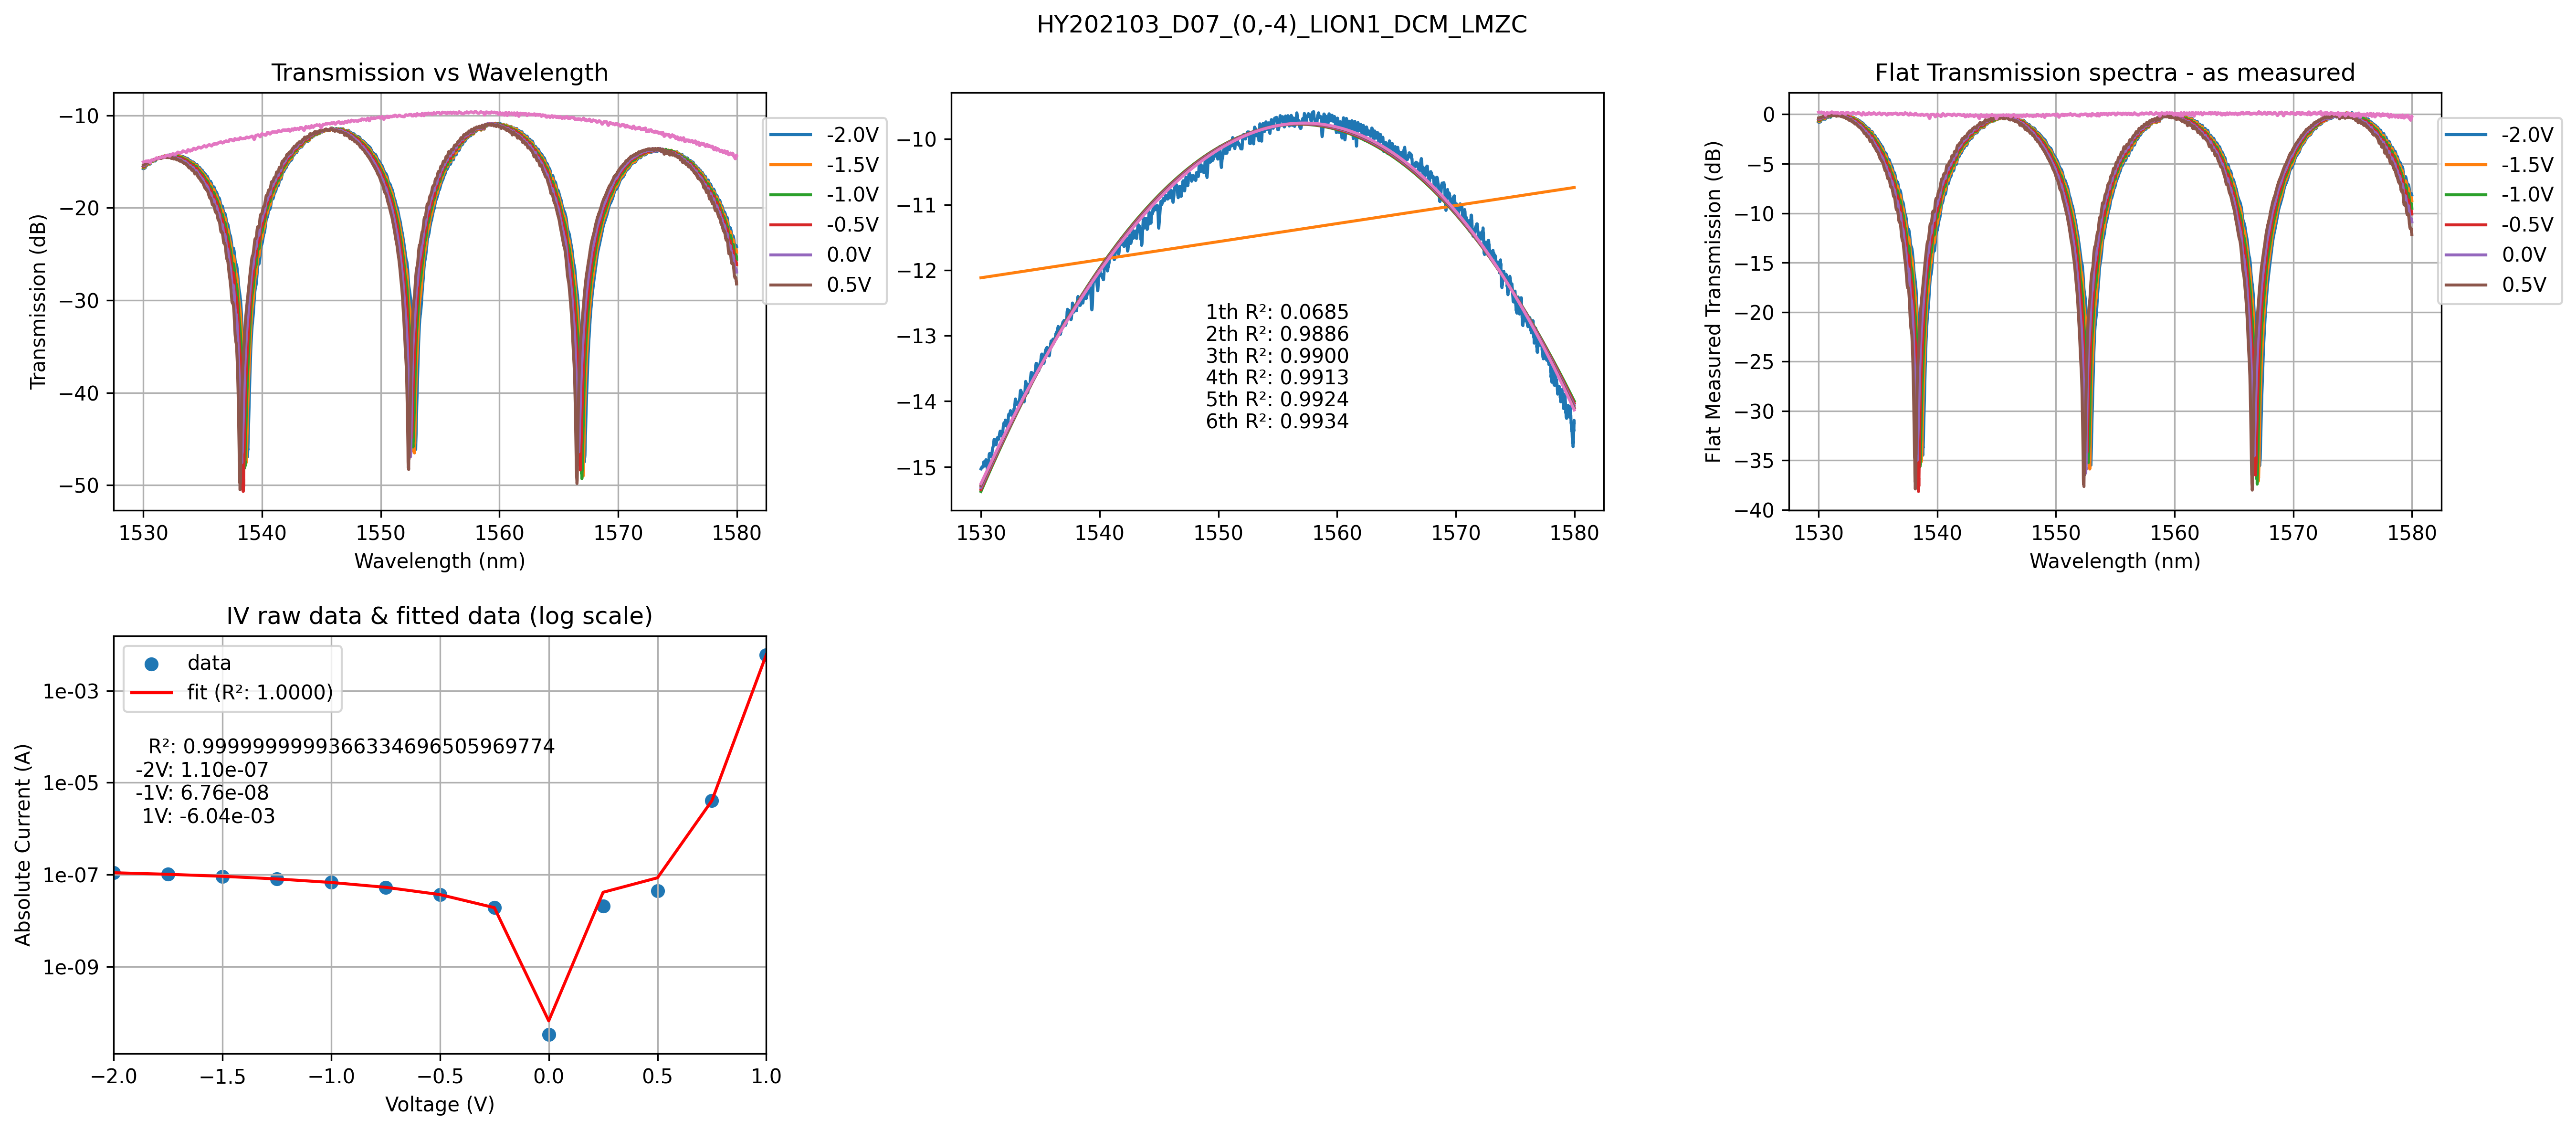 HY202103_D07_(0,-4)_LION1_DCM_LMZC
Transmission vs Wavelength
Transmission (dB)
−10
−20
−30
−40
−50
1530 1540 1550 1560 1570 1580
Wavelength (nm)
-2.0V
-1.5V
-1.0V
-0.5V
0.0V
0.5V
−10
−11
−12
−13
−14
−15
1th R²: 0.0685
2th R²: 0.9886
3th R²: 0.9900
4th R²: 0.9913
5th R²: 0.9924
6th R²: 0.9934
1530 1540 1550 1560 1570 1580
Flat Transmission spectra - as measured
Flat Measured Transmission (dB)
0
−5
−10
−15
−20
−25
−30
−35
−40
1530 1540 1550 1560 1570 1580
Wavelength (nm)
-2.0V
-1.5V
-1.0V
-0.5V
0.0V
0.5V
IV raw data & fitted data (log scale)
Absolute Current (A)
1e-03
1e-05
1e-07
1e-09
data
fit (R²: 1.0000)
R²: 0.99999999993663346965059697​74
-2V: 1.10e-07
-1V: 6.76e-08
1V: -6.04e-03
−2.0 −1.5 −1.0 −0.5 0.0 0.5 1.0
Voltage (V)